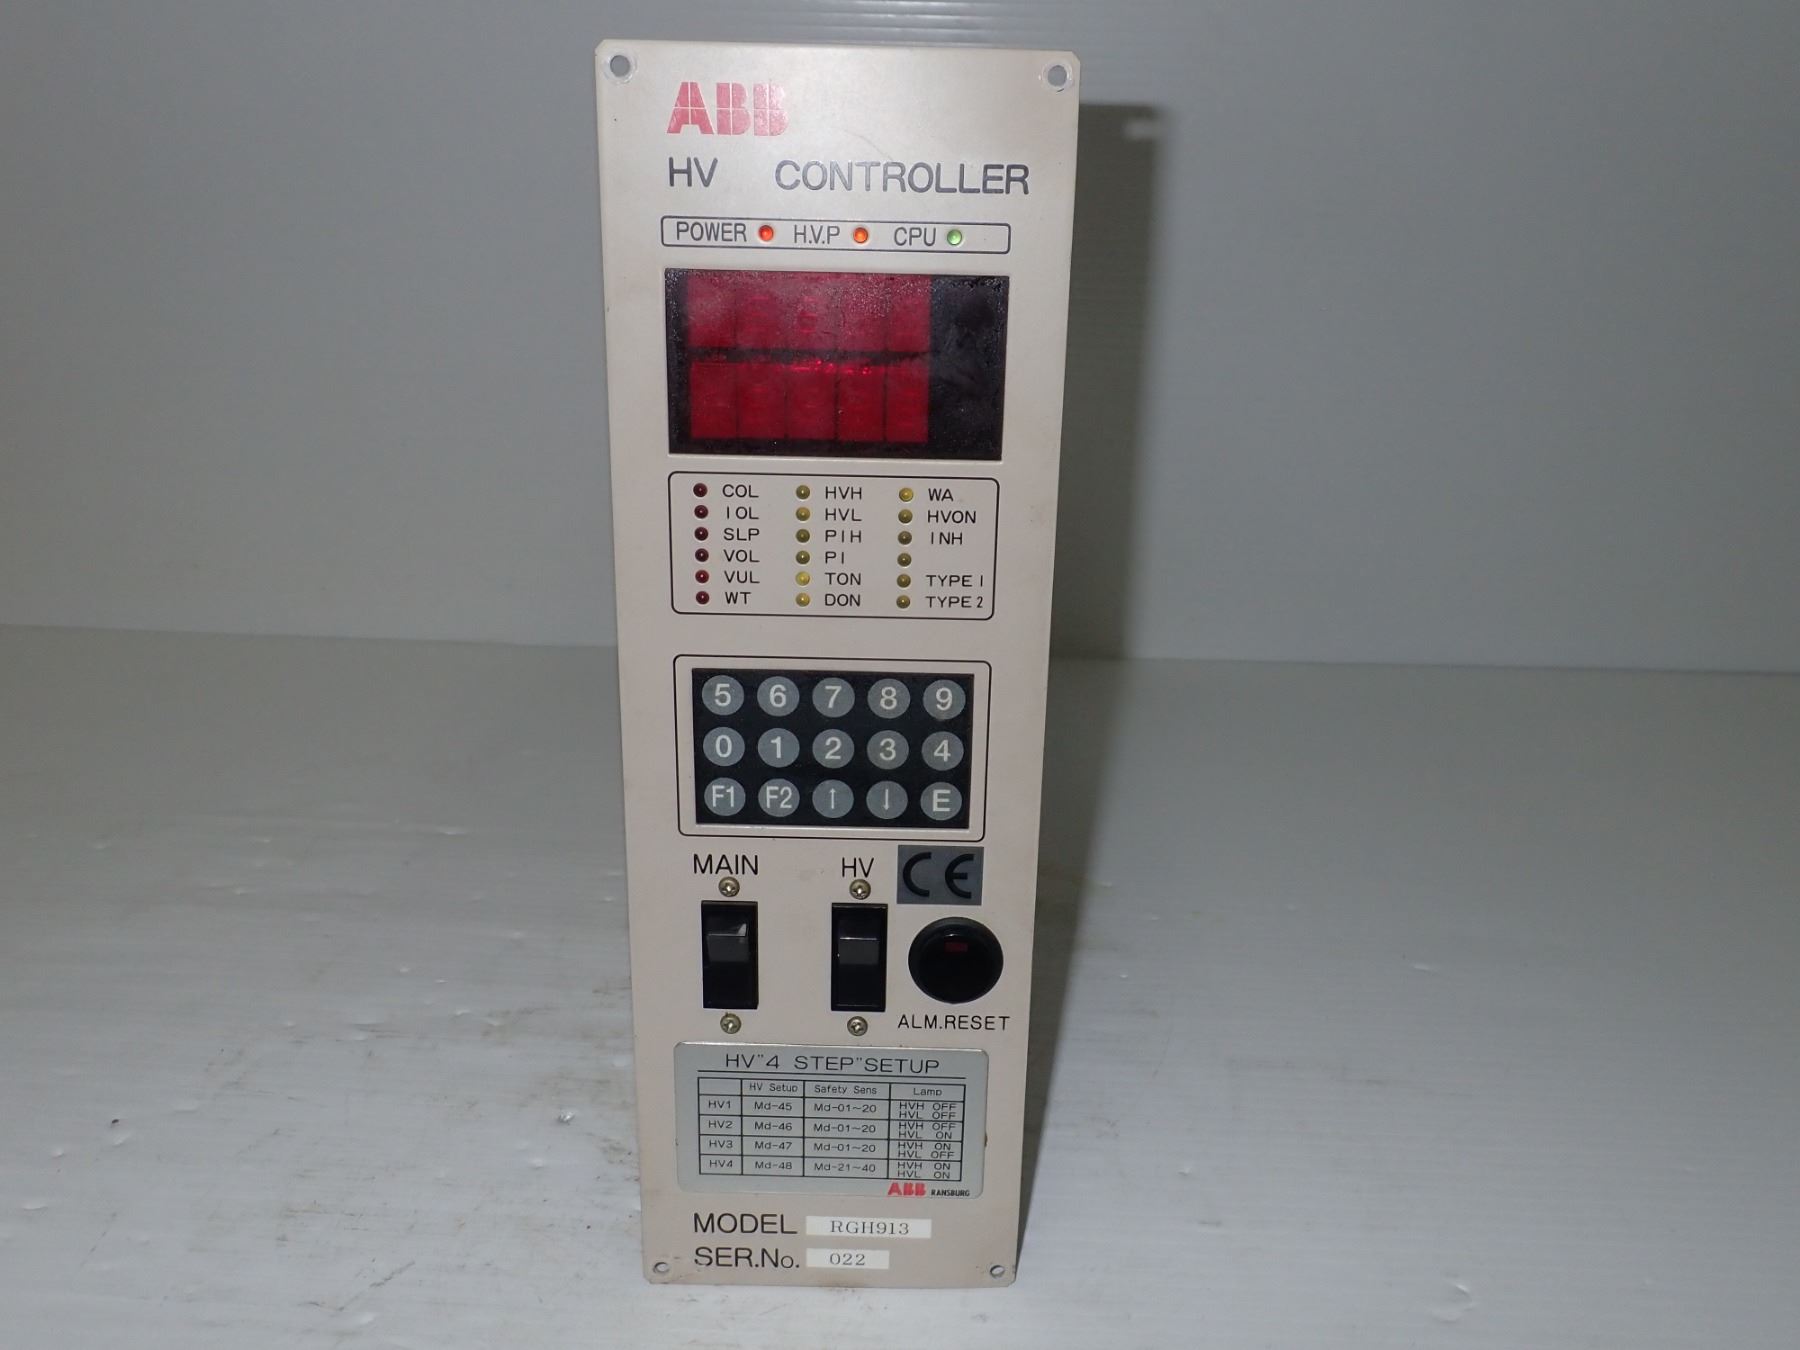 ABB
HV CONTROLLER
POWER H.V.P CPU
COL HVH WA
IOL HVL HVON
SLP PIH INH
VOL PI
VUL TON TYPE 1
WT DON TYPE 2
5 6 7 8 9
0 1 2 3 4
F1 F2 ↑ ↓ E
MAIN HV CE
ALM.RESET
HV"4 STEP"SETUP
HV Setup Safety Sens Lamp
HV1 Md-45 Md-01~20 HVH OFF
HVL OFF
HV2 Md-46 Md-01~20 HVH OFF
HVL ON
HV3 Md-47 Md-01~20 HVH ON
HVL OFF
HV4 Md-48 Md-21~40 HVH ON
HVL ON
ABB RANSBURG
MODEL RGH913
SER.No. 022